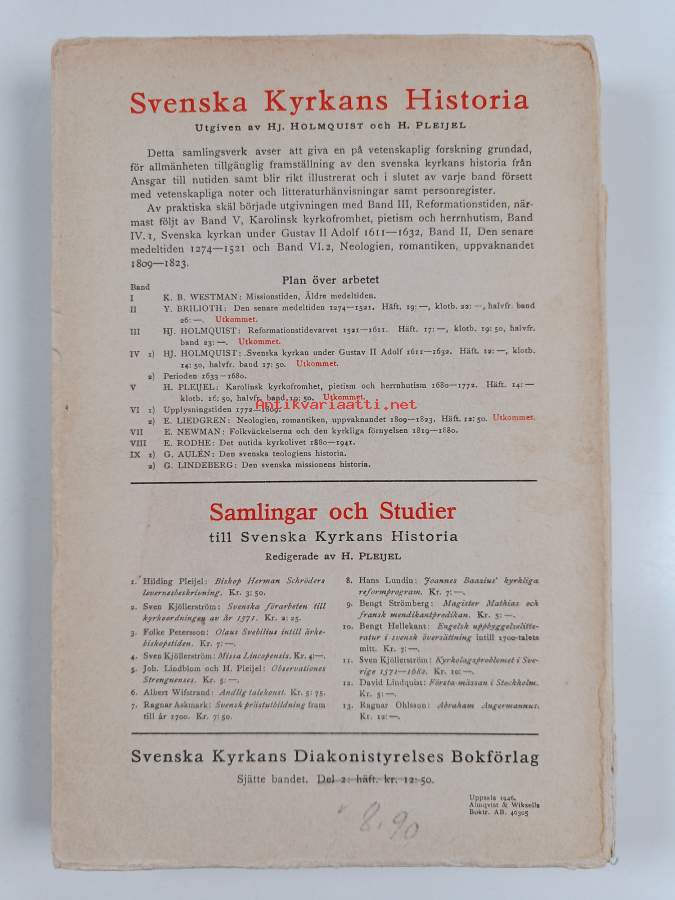 Svenska Kyrkans Historia
Utgiven av Hj. Holmquist och H. Pleijel
Detta samlingsverk avser att giva en på vetenskaplig forskning grundad,
för allmänheten tillgänglig framställning av den svenska kyrkans historia från
Ansgar till nutiden samt blir rikt illustrerat och i slutet av varje band försett
med vetenskapliga noter och litteraturhänvisningar samt personregister.
Av praktiska skäl började utgivningen med Band III, Reformationstiden, när-
mast följt av Band V, Karolinsk kyrkofromhet, pietism och herrnhutism, Band
IV. 1, Svenska kyrkan under Gustav II Adolf 1611—1632, Band II, Den senare
medeltiden 1274—1521 och Band VI. 2, Neologien, romantiken, uppvaknandet
1809—1823.
Plan över arbetet
Band
I K. B. WESTMAN: Missionstiden, Äldre medeltiden.
II Y. BRILIOTH: Den senare medeltiden 1274—1521. Häft. 19: —, klotb. 22: —, halvfr. band
26: —. Utkommet.
III HJ. HOLMQUIST: Reformationstidevarvet 1521—1611. Häft. 17: —, klotb. 19: 50, halvfr.
band 23: —. Utkommet.
IV 1) HJ. HOLMQUIST: Svenska kyrkan under Gustav II Adolf 1611—1632. Häft. 12: —, klotb.
14: 50, halvfr. band 17: 50. Utkommet.
2) Perioden 1633—1680.
V H. PLEIJEL: Karolinsk kyrkofromhet, pietism och herrnhutism 1680—1772. Häft. 14: —
klotb. 16: 50, halvfr. band 19: 50. Utkommet.
Antikvariaatti.net
VI 1) Upplysningstiden 1772—1809.
2) E. LIEDGREN: Neologien, romantiken, uppvaknandet 1809—1823. Häft. 12: 50. Utkommet.
VII E. NEWMAN: Folkväckelserna och den kyrkliga förnyelsen 1819—1880.
VIII E. RODHE: Det nutida kyrkolivet 1880—1941.
IX 1) G. AULÉN: Den svenska teologiens historia.
2) G. LINDEBERG: Den svenska missionens historia.
Samlingar och Studier
till Svenska Kyrkans Historia
Redigerade av H. Pleijel
1. Hilding Pleijel: Biskop Herman Schröders
levernesbeskrivning. Kr. 3: 50.
2. Sven Kjöllerström: Svenska förarbeten till
kyrkoordningen av år 1571. Kr. 2: 25.
3. Folke Petersson: Olaus Svebilius intill ärke-
biskopstiden. Kr. 7: —.
4. Sven Kjöllerström: Missa Lincopensis. Kr. 4: —.
5. Joh. Lindblom och H. Pleijel: Observationes
Strengnenses. Kr. 5: —.
6. Albert Wifstrand: Andlig talekonst. Kr. 5: 75.
7. Ragnar Askmark: Svensk prästutbildning fram
till år 1700. Kr. 7: 50.
8. Hans Lundin: Joannes Baazius' kyrkliga
reformprogram. Kr. 7: —.
9. Bengt Strömberg: Magister Mathias och
fransk mendikantpredikan. Kr. 5: —.
10. Bengt Hellekant: Engelsk uppbyggelselitte-
ratur i svensk översättning intill 1700-talets
mitt. Kr. 7: —.
11. Sven Kjöllerström: Kyrkolagsproblemet i Sve-
rige 1571—1682. Kr. 10: —.
12. David Lindquist: Första mässan i Stockholm.
Kr. 5: —.
13. Ragnar Ohlsson: Abraham Angermannus.
Kr. 12: —.
Svenska Kyrkans Diakonistyrelses Bokförlag
Sjätte bandet. Del 2: häft. kr. 12: 50.
Uppsala 1946.
Almqvist & Wiksells
Boktr. AB. 46305
8.90